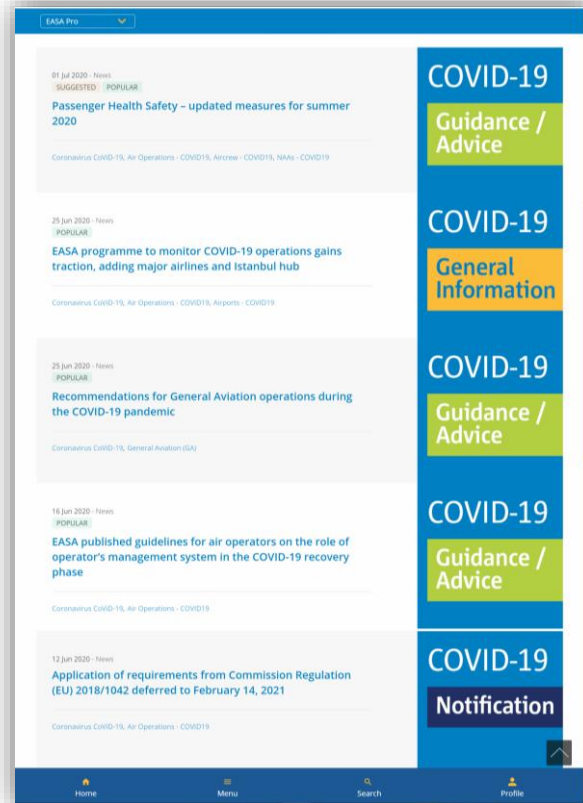 EASA Pro
01 Jul 2020 - News
SUGGESTED POPULAR
Passenger Health Safety – updated measures for summer
2020
Coronavirus CoViD-19, Air Operations - COVID19, Aircrew - COVID19, NAAs - COVID19
COVID-19
Guidance /
Advice
25 Jun 2020 - News
POPULAR
EASA programme to monitor COVID-19 operations gains
traction, adding major airlines and Istanbul hub
Coronavirus CoViD-19, Air Operations - COVID19, Airports - COVID19
COVID-19
General
Information
25 Jun 2020 - News
POPULAR
Recommendations for General Aviation operations during
the COVID-19 pandemic
Coronavirus CoViD-19, General Aviation (GA)
COVID-19
Guidance /
Advice
16 Jun 2020 - News
POPULAR
EASA published guidelines for air operators on the role of
operator's management system in the COVID-19 recovery
phase
Coronavirus CoViD-19, Air Operations - COVID19
COVID-19
Guidance /
Advice
12 Jun 2020 - News
Application of requirements from Commission Regulation
(EU) 2018/1042 deferred to February 14, 2021
Coronavirus CoViD-19, Air Operations - COVID19
COVID-19
Notification
Home Menu Search Profile